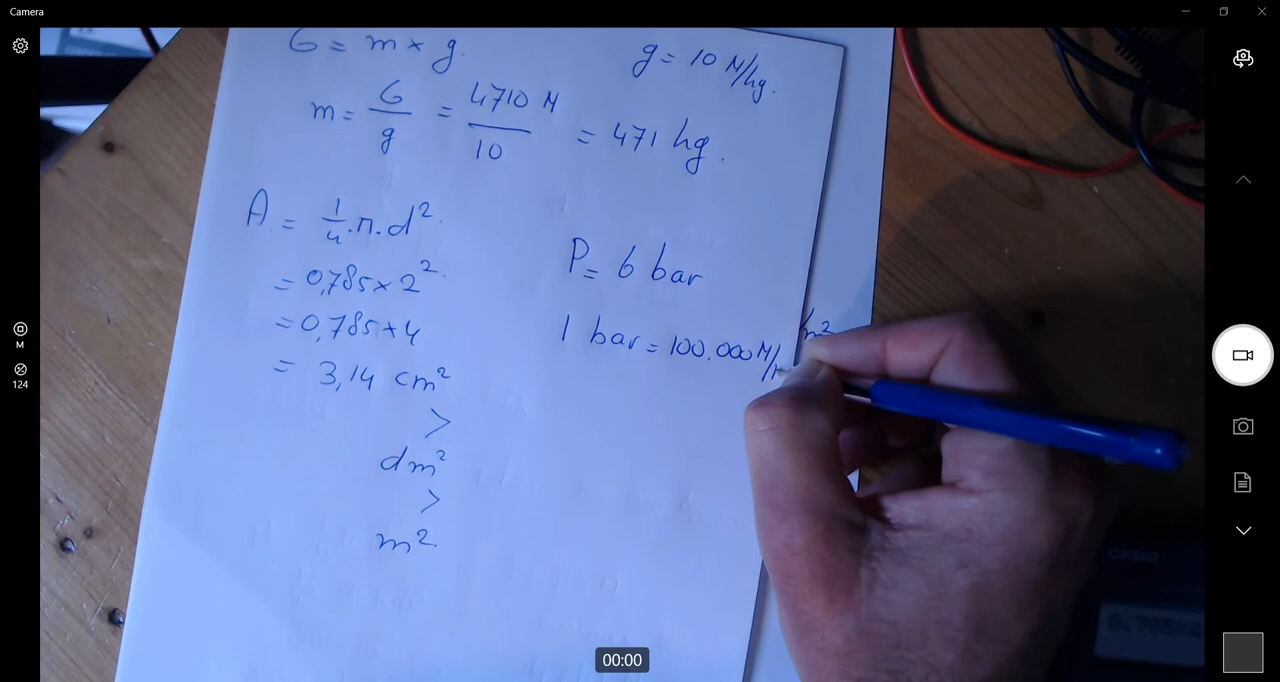 Camera
G = m × g.
g = 10 N/kg.
m = G/g = 4710 N/10 = 471 kg.
A = 1/4 . π . d².
= 0,785 × 2².
= 0,785 × 4
= 3,14 cm²
>
dm²
>
m².
P = 6 bar
1 bar = 100.000 N/m²
M
124
CASIO
00:00